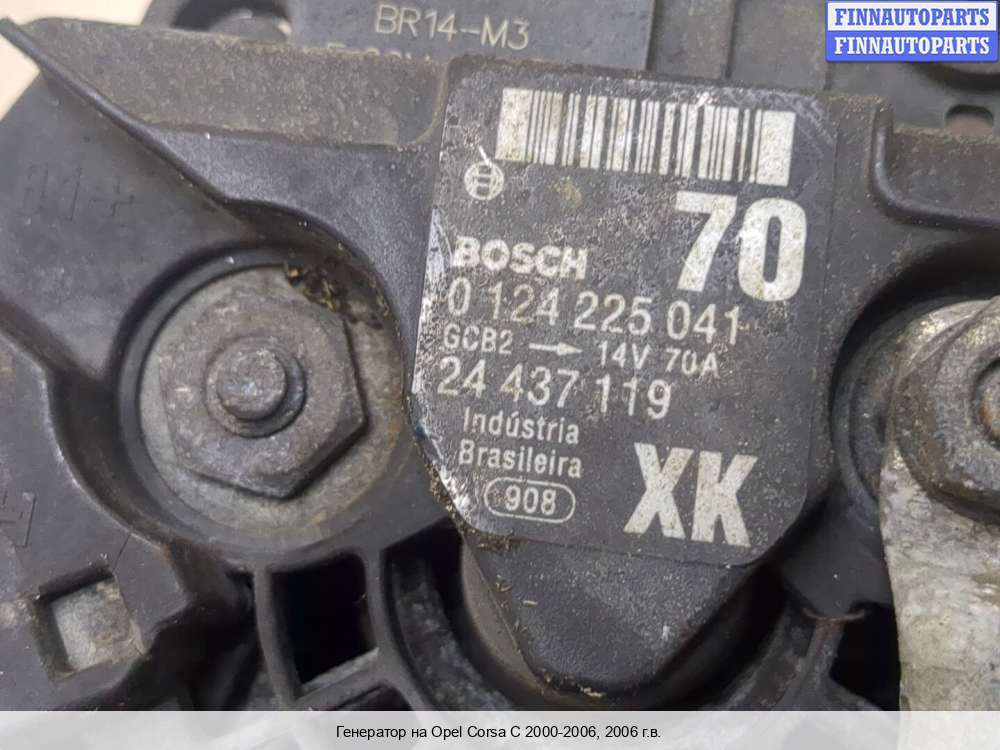 BR14-M3
FINNAUTOPARTS
FINNAUTOPARTS
70
BOSCH
0 124 225 041
GCB2 → 14V 70A
24 437 119
Indústria
Brasileira
908
XK
Генератор на Opel Corsa C 2000-2006, 2006 г.в.